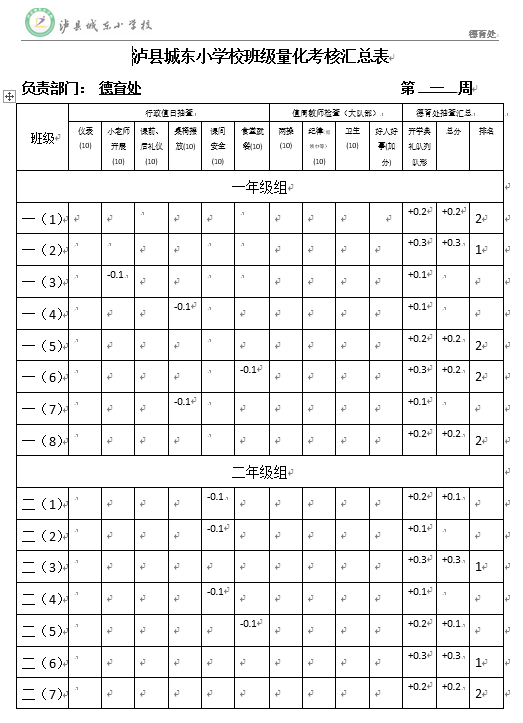 泸县城东小学校
德育处
泸县城东小学校班级量化考核汇总表
负责部门： 德育处 第 一 周
班级 行政值日抽查 值周教师检查（大队部） 德育处抽查汇总
仪表(10) 小老师开展(10) 课前、后礼仪(10) 桌椅摆放(10) 课间安全(10) 食堂就餐(10) 两操(10) 纪律(10) 卫生(10) 好人好事(加分) 开学典礼队列队形 总分 排名
一年级组
一（1） +0.2 +0.2 2
一（2） +0.3 +0.3 1
一（3） -0.1 +0.1
一（4） -0.1 +0.1
一（5） +0.2 +0.2 2
一（6） -0.1 +0.3 +0.2 2
一（7） -0.1 +0.1
一（8） +0.2 +0.2 2
二年级组
二（1） -0.1 +0.2 +0.1
二（2） -0.1 +0.1
二（3） +0.3 +0.3 1
二（4） -0.1 +0.1
二（5） -0.1 +0.2 +0.1
二（6） +0.3 +0.3 1
二（7） +0.2 +0.2 2